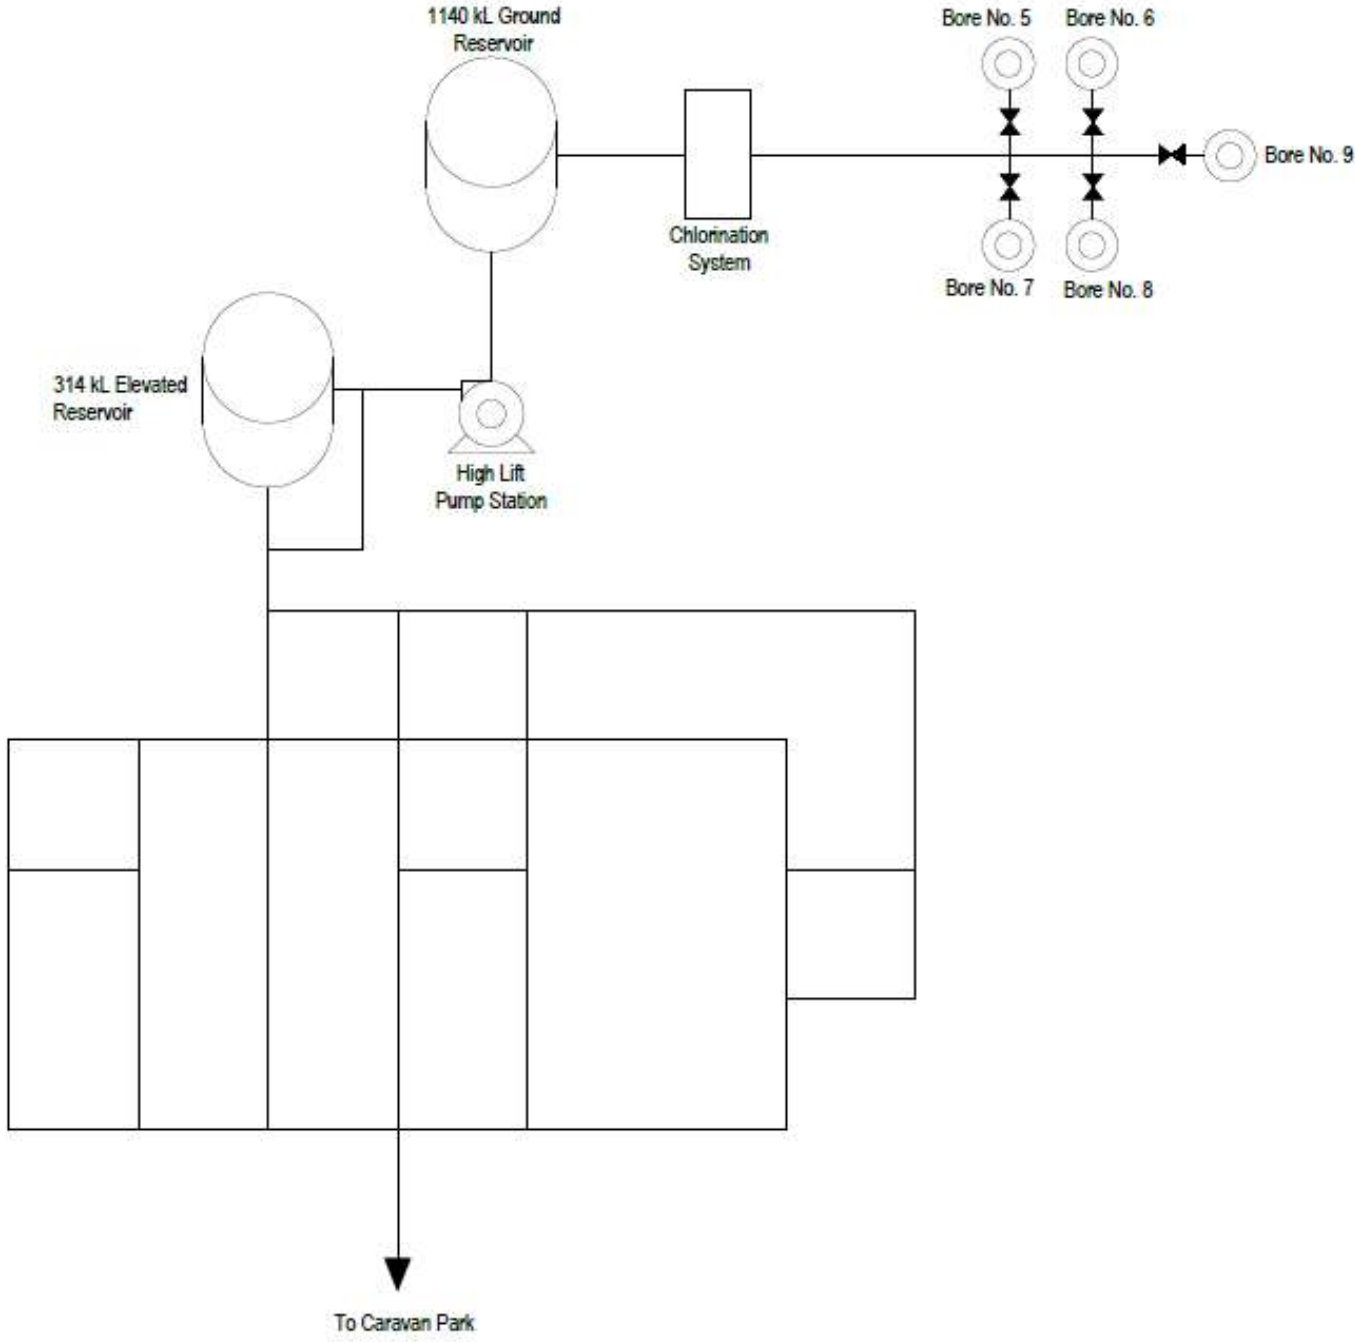 1140 kL Ground
Reservoir
Bore No. 5
Bore No. 6
Bore No. 9
Chlorination
System
Bore No. 7
Bore No. 8
314 kL Elevated
Reservoir
High Lift
Pump Station
To Caravan Park